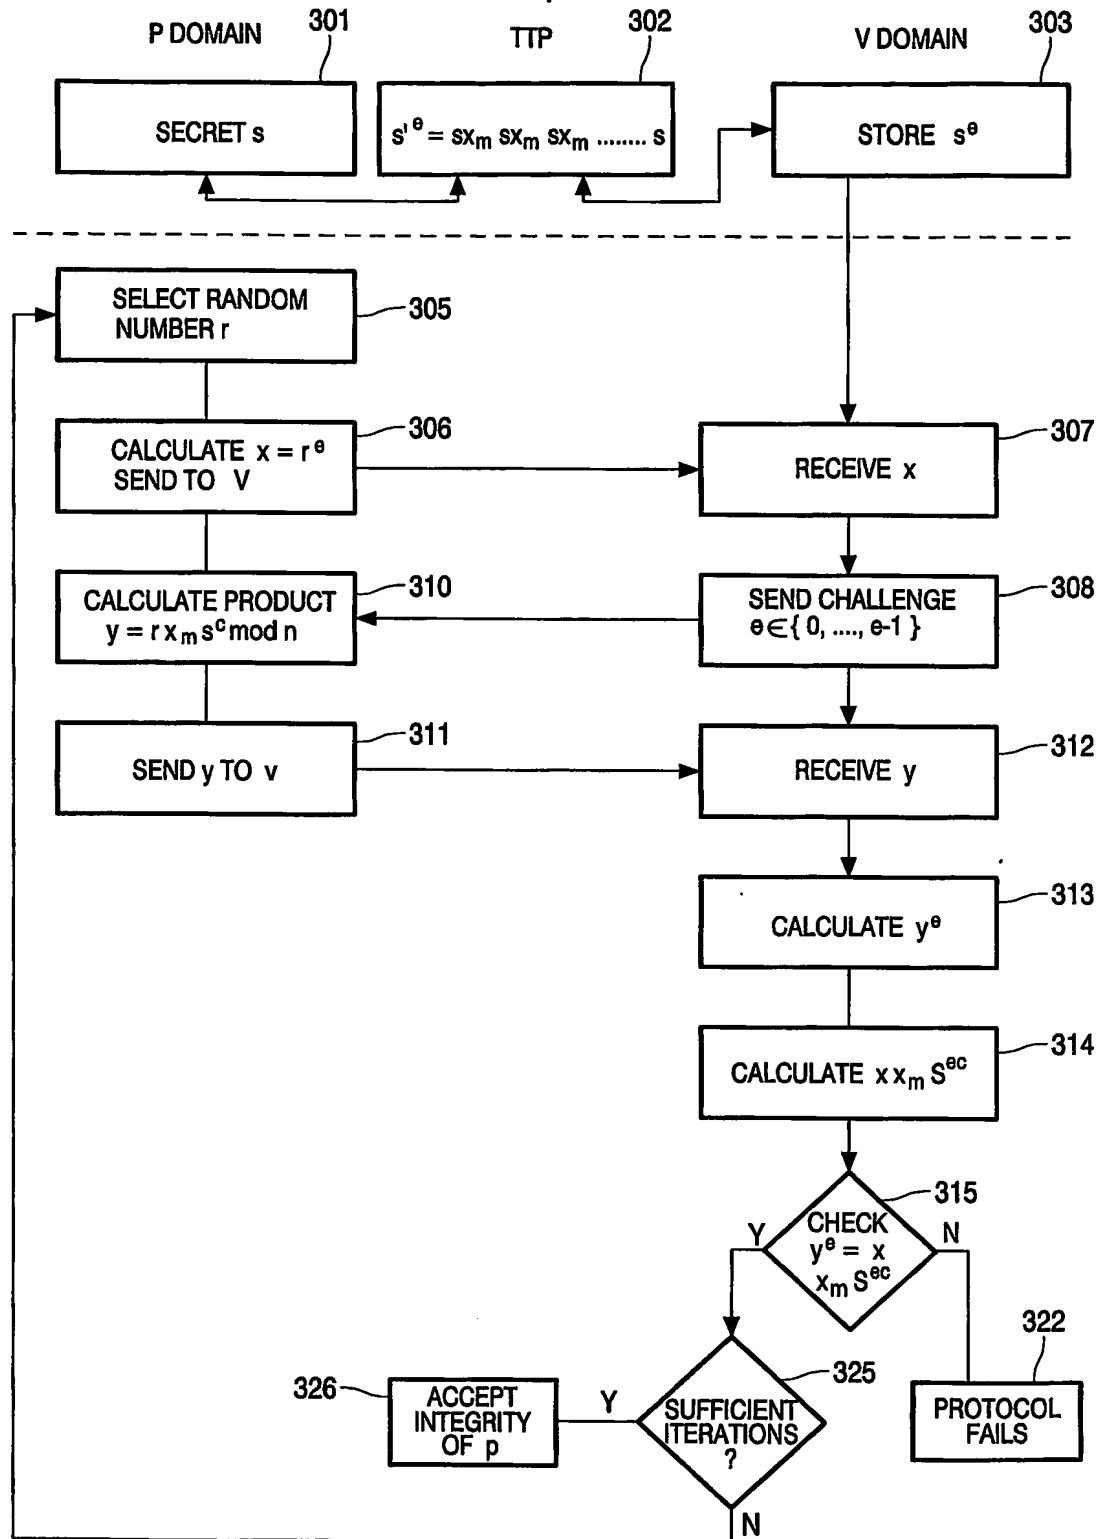 301
302
303
P DOMAIN
TTP
V DOMAIN
SECRET s
s'ᵉ = sxₘ sxₘ sxₘ ........ s
STORE sᵉ
SELECT RANDOM
NUMBER r
305
CALCULATE x = rᵉ
SEND TO V
306
307
RECEIVE x
CALCULATE PRODUCT
y = r xₘ sᶜ mod n
310
308
SEND CHALLENGE
e ∈ { 0, ...., e-1 }
SEND y TO v
311
312
RECEIVE y
313
CALCULATE yᵉ
314
CALCULATE x xₘ Sᵉᶜ
315
CHECK
yᵉ = x
xₘ Sᵉᶜ
Y
N
322
PROTOCOL
FAILS
325
SUFFICIENT
ITERATIONS
?
Y
326
ACCEPT
INTEGRITY
OF p
N